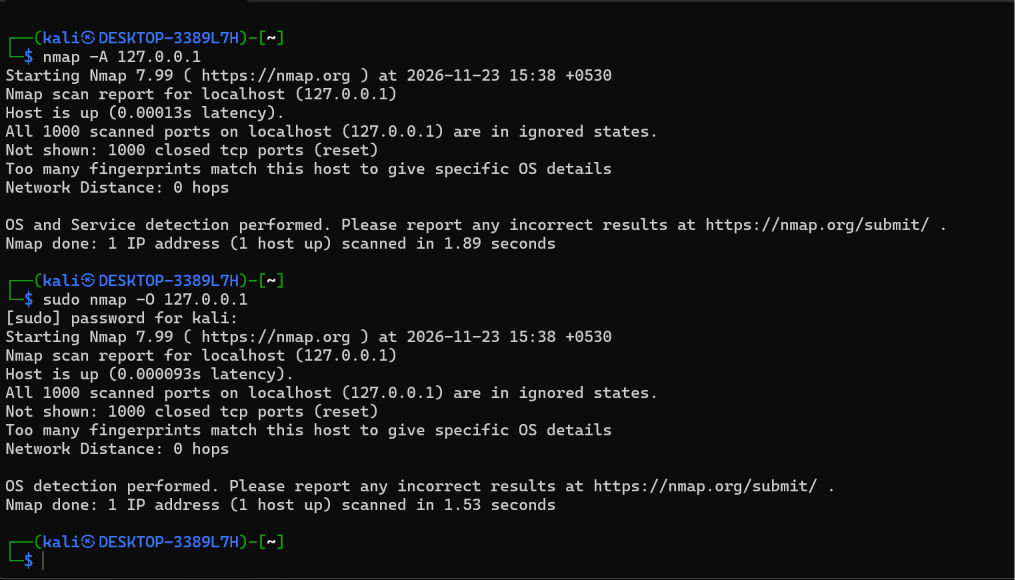 ┌──(kali㉿DESKTOP-3389L7H)-[~]
└─$ nmap -A 127.0.0.1
Starting Nmap 7.99 ( https://nmap.org ) at 2026-11-23 15:38 +0530
Nmap scan report for localhost (127.0.0.1)
Host is up (0.00013s latency).
All 1000 scanned ports on localhost (127.0.0.1) are in ignored states.
Not shown: 1000 closed tcp ports (reset)
Too many fingerprints match this host to give specific OS details
Network Distance: 0 hops

OS and Service detection performed. Please report any incorrect results at https://nmap.org/submit/ .
Nmap done: 1 IP address (1 host up) scanned in 1.89 seconds

┌──(kali㉿DESKTOP-3389L7H)-[~]
└─$ sudo nmap -O 127.0.0.1
[sudo] password for kali:
Starting Nmap 7.99 ( https://nmap.org ) at 2026-11-23 15:38 +0530
Nmap scan report for localhost (127.0.0.1)
Host is up (0.000093s latency).
All 1000 scanned ports on localhost (127.0.0.1) are in ignored states.
Not shown: 1000 closed tcp ports (reset)
Too many fingerprints match this host to give specific OS details
Network Distance: 0 hops

OS detection performed. Please report any incorrect results at https://nmap.org/submit/ .
Nmap done: 1 IP address (1 host up) scanned in 1.53 seconds

┌──(kali㉿DESKTOP-3389L7H)-[~]
└─$